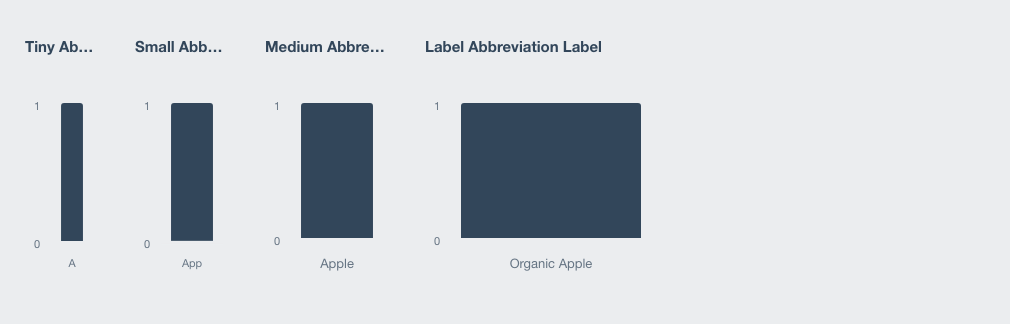 Tiny Ab...
Small Abb...
Medium Abbre...
Label Abbreviation Label
1
1
1
1
0
0
0
0
A
App
Apple
Organic Apple